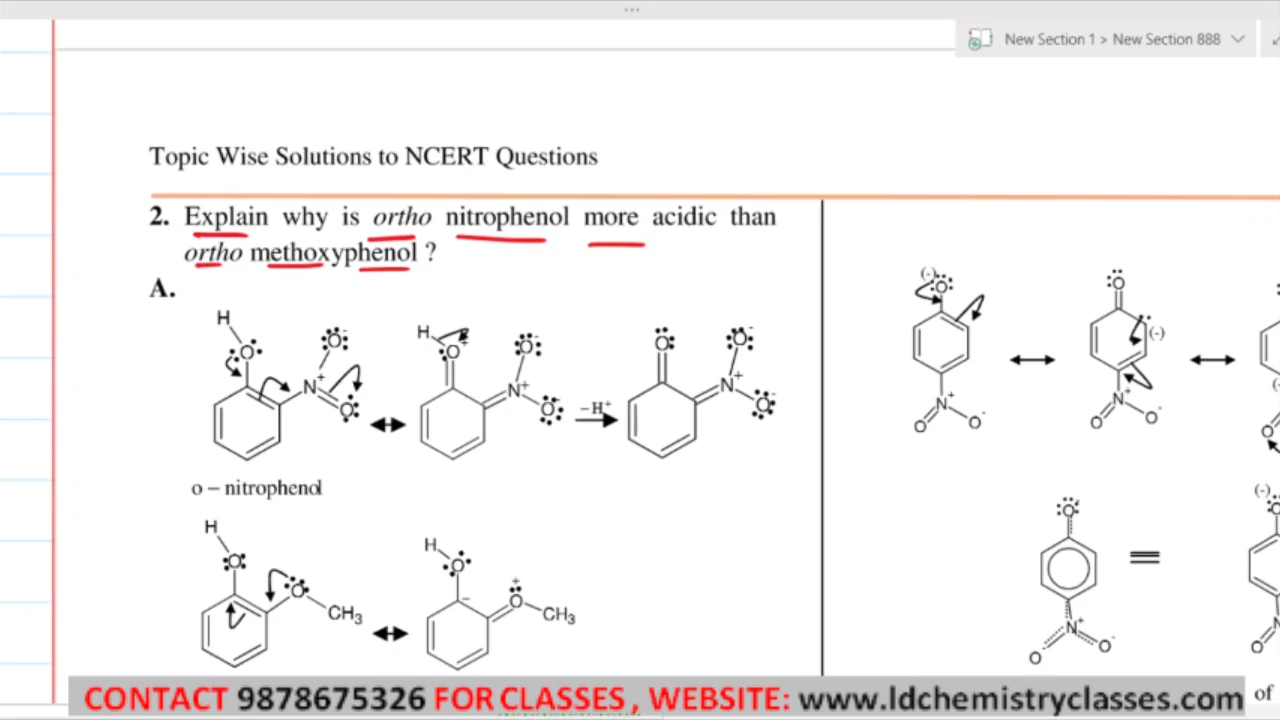 New Section 1 > New Section 888
Topic Wise Solutions to NCERT Questions
2. Explain why is ortho nitrophenol more acidic than
ortho methoxyphenol ?
A.
H
O
N+
O-
O
H
O+
N+
O-
O-
–H+
O
N+
O-
O-
o – nitrophenol
H
O
O
CH3
H
O
-
+
O
CH3
(-)
O
N+
O
O-
O
(-)
N+
O
O-
O
O-
N+
O-
O-
(-)
O
N
O
CONTACT 9878675326 FOR CLASSES , WEBSITE: www.ldchemistryclasses.com
of